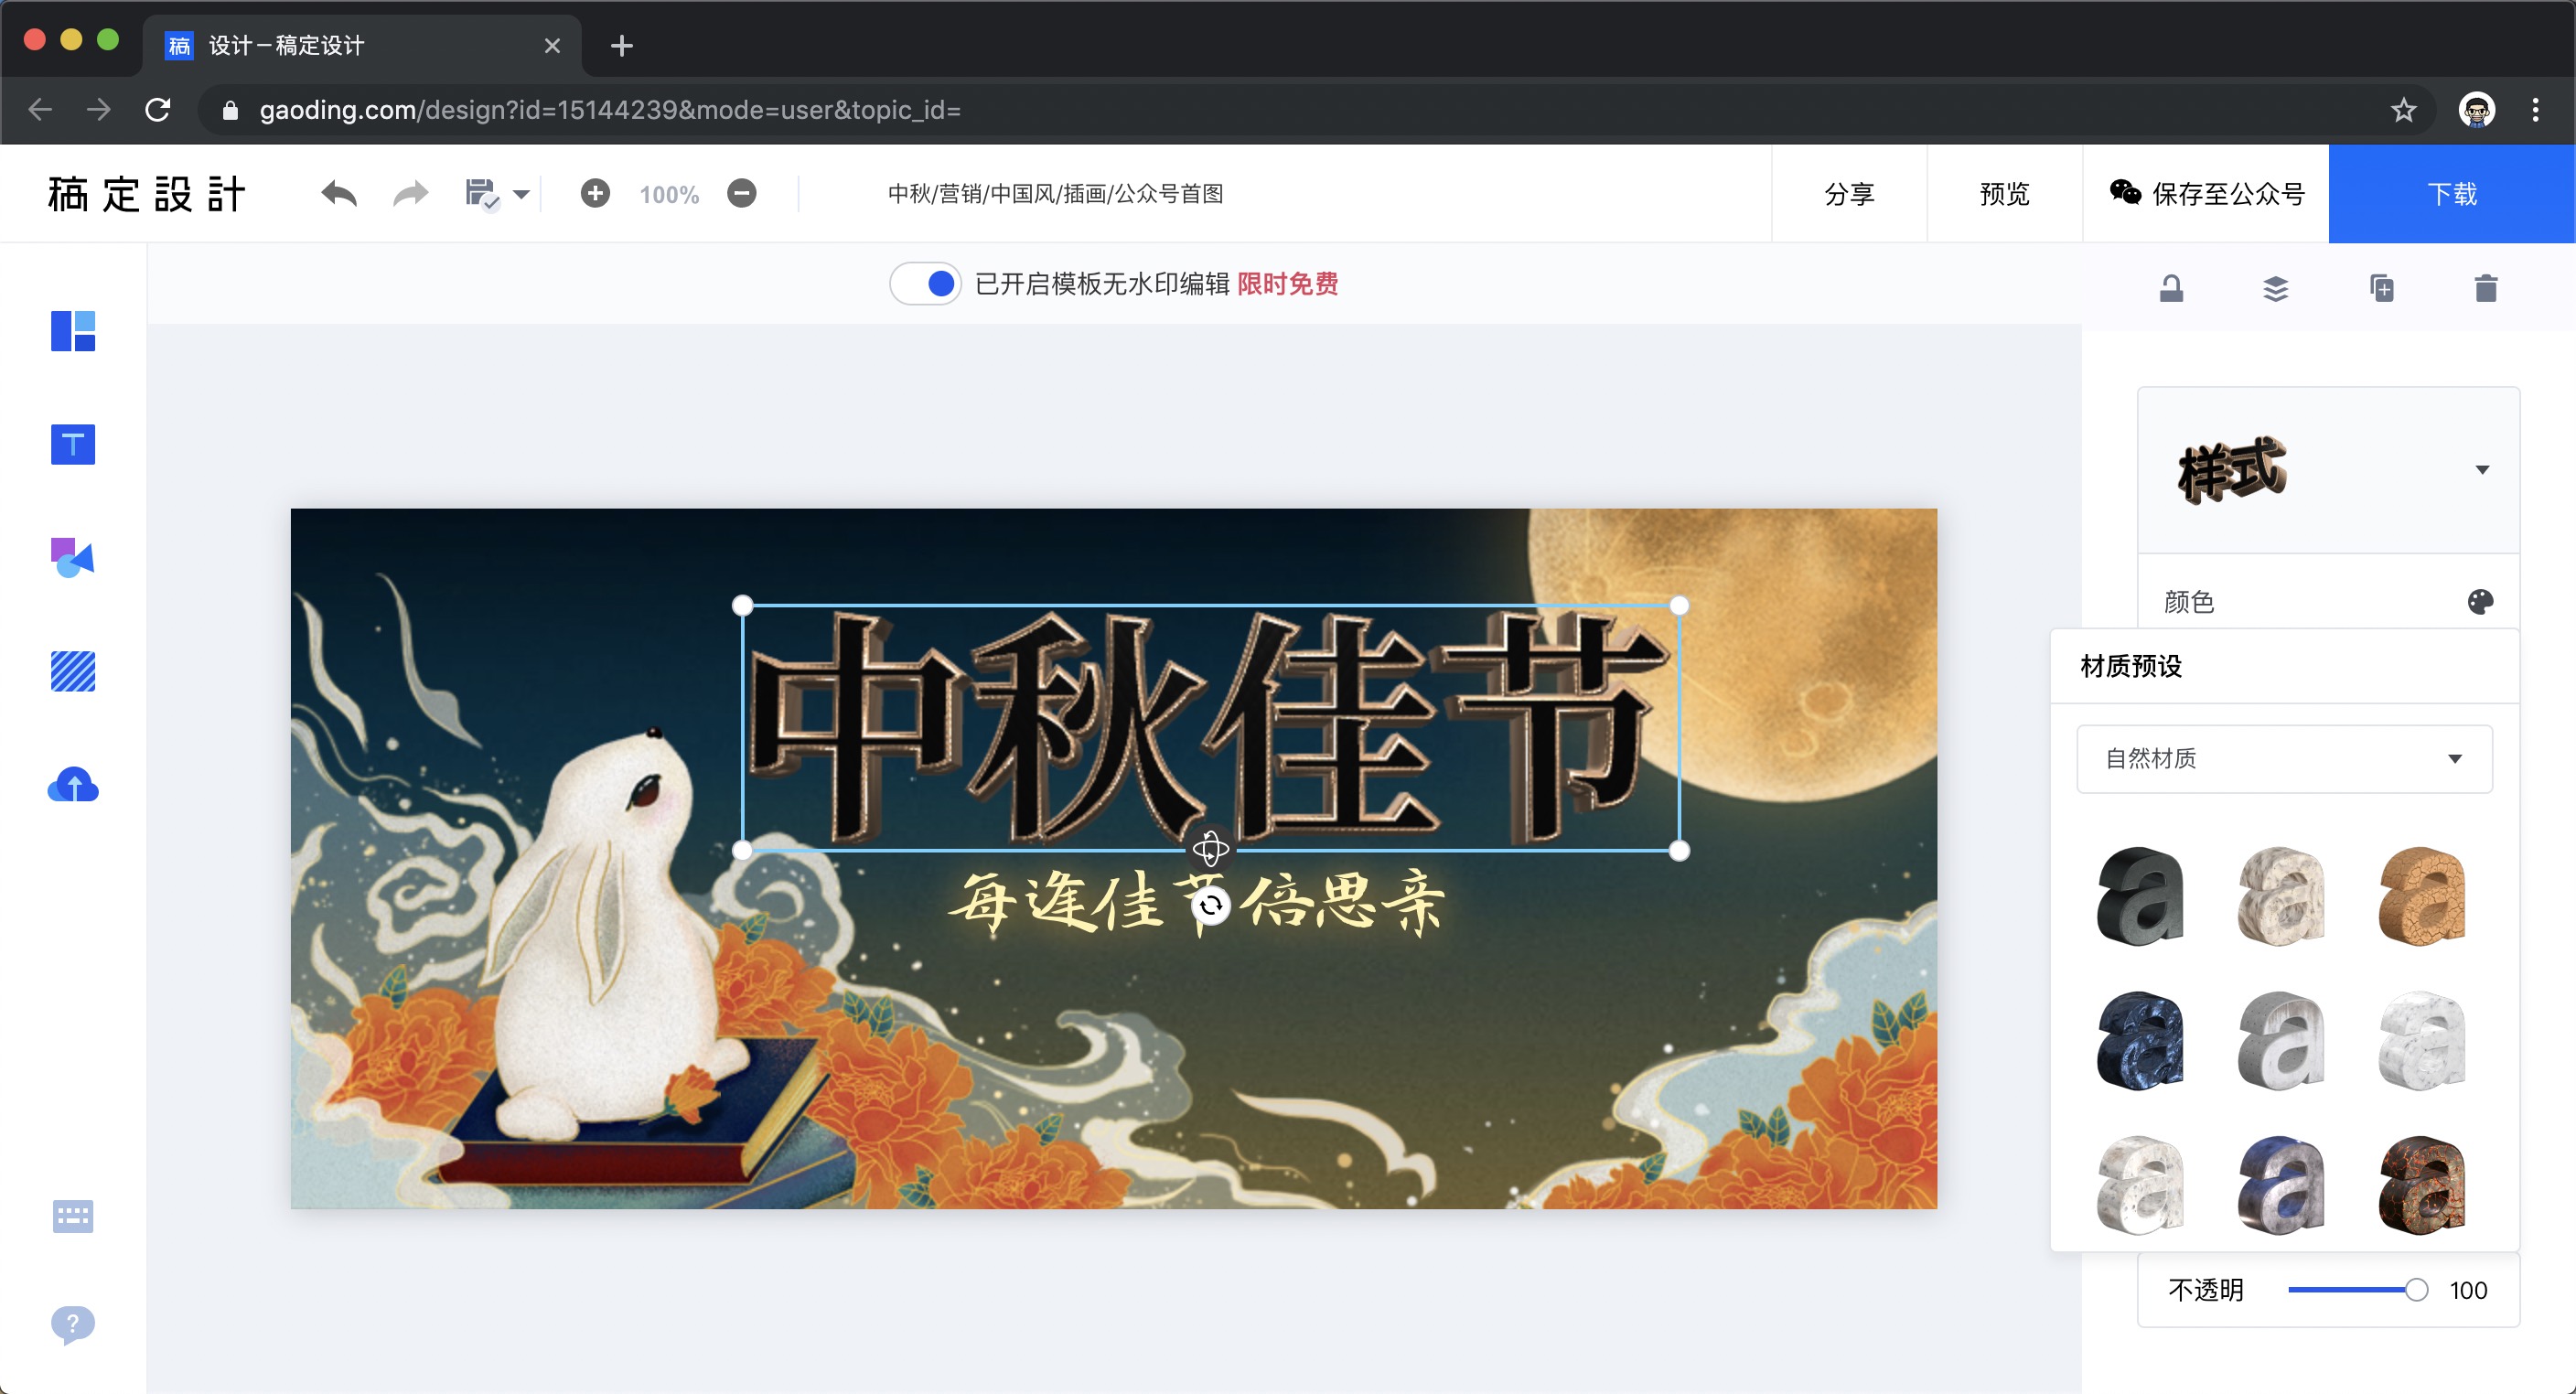 稿 设计－稿定设计
gaoding.com/design?id=15144239&mode=user&topic_id=
稿定設計 100% 中秋/营销/中国风/插画/公众号首图 分享 预览 保存至公众号 下载
已开启模板无水印编辑 限时免费
T
样式
颜色
材质预设
自然材质
中秋佳节
每逢佳节倍思亲
a a a
a a a
a a a
不透明 100
?